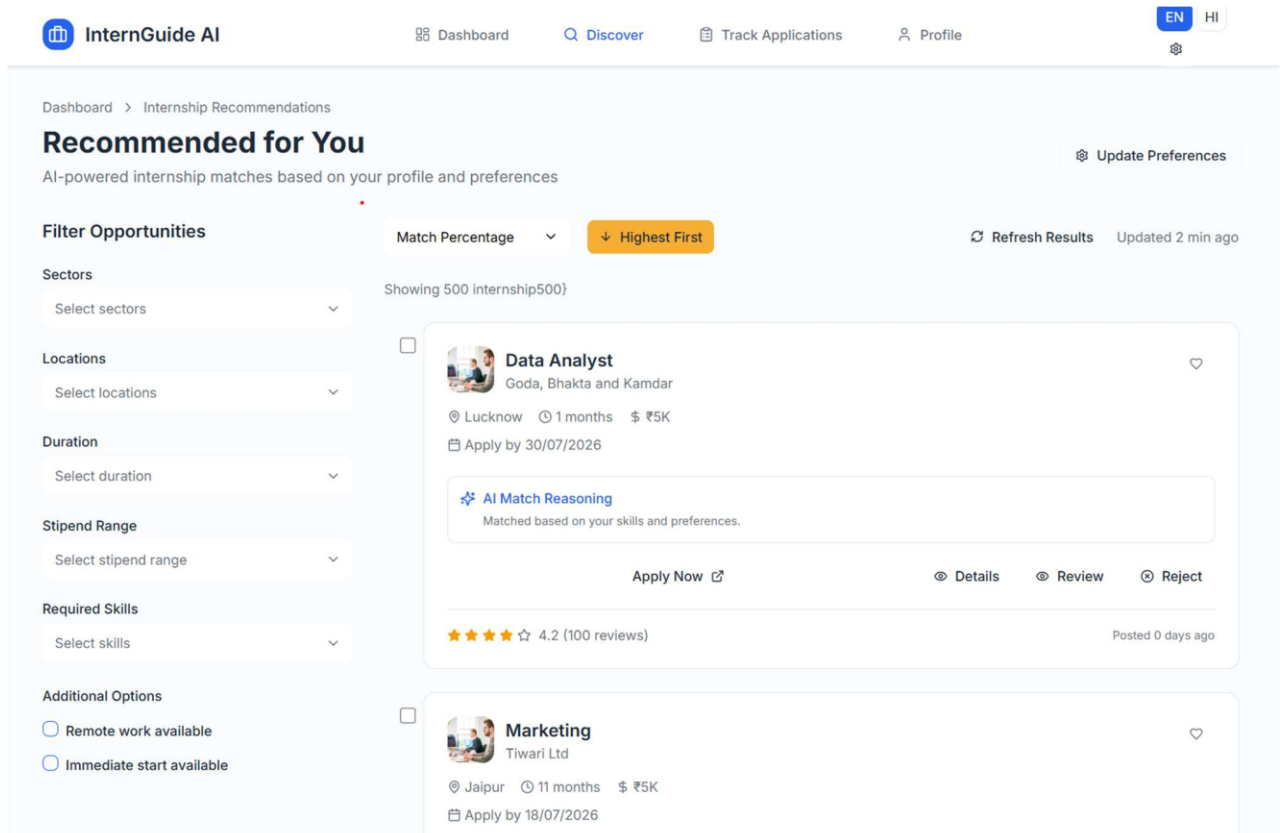 InternGuide AI
Dashboard
Discover
Track Applications
Profile
EN
HI
Dashboard > Internship Recommendations
Recommended for You
AI-powered internship matches based on your profile and preferences
Update Preferences
Filter Opportunities
Sectors
Select sectors
Locations
Select locations
Duration
Select duration
Stipend Range
Select stipend range
Required Skills
Select skills
Additional Options
Remote work available
Immediate start available
Match Percentage
Highest First
Refresh Results
Updated 2 min ago
Showing 500 internship500}
Data Analyst
Goda, Bhakta and Kamdar
Lucknow 1 months $ ₹5K
Apply by 30/07/2026
AI Match Reasoning
Matched based on your skills and preferences.
Apply Now
Details
Review
Reject
4.2 (100 reviews)
Posted 0 days ago
Marketing
Tiwari Ltd
Jaipur 11 months $ ₹5K
Apply by 18/07/2026